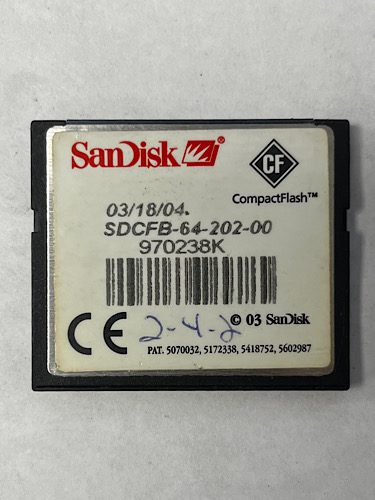 SanDisk
CF
CompactFlash™
03/18/04.
SDCFB-64-202-00
970238K
CE 2-4-2 © 03 SanDisk
PAT. 5070032, 5172338, 5418752, 5602987